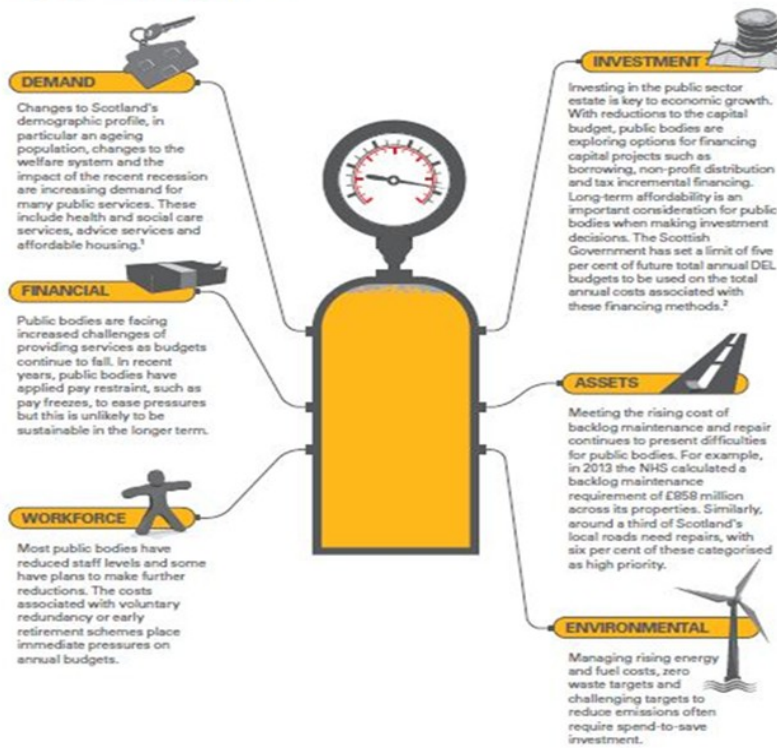 DEMAND
Changes to Scotland's
demographic profile, in
particular an ageing
population, changes to the
welfare system and the
impact of the recent recession
are increasing demand for
many public services. These
include health and social care
services, advice services and
affordable housing.¹
FINANCIAL
Public bodies are facing
increased challenges of
providing services as budgets
continue to fall. In recent
years, public bodies have
applied pay restraint, such as
pay freezes, to ease pressures
but this is unlikely to be
sustainable in the longer term.
WORKFORCE
Most public bodies have
reduced staff levels and some
have plans to make further
reductions. The costs
associated with voluntary
redundancy or early
retirement schemes place
immediate pressures on
annual budgets.
INVESTMENT
Investing in the public sector
estate is key to economic growth.
With reductions to the capital
budget, public bodies are
exploring options for financing
capital projects such as
borrowing, non-profit distribution
and tax incremental financing.
Long-term affordability is an
important consideration for public
bodies when making investment
decisions. The Scottish
Government has set a limit of five
per cent of future total annual DEL
budgets to be used on the total
annual costs associated with
these financing methods.²
ASSETS
Meeting the rising cost of
backlog maintenance and repair
continues to present difficulties
for public bodies. For example,
in 2013 the NHS calculated a
backlog maintenance
requirement of £858 million
across its properties. Similarly,
around a third of Scotland's
local roads need repairs, with
six per cent of these categorised
as high priority.
ENVIRONMENTAL
Managing rising energy
and fuel costs, zero
waste targets and
challenging targets to
reduce emissions often
require spend-to-save
investment.